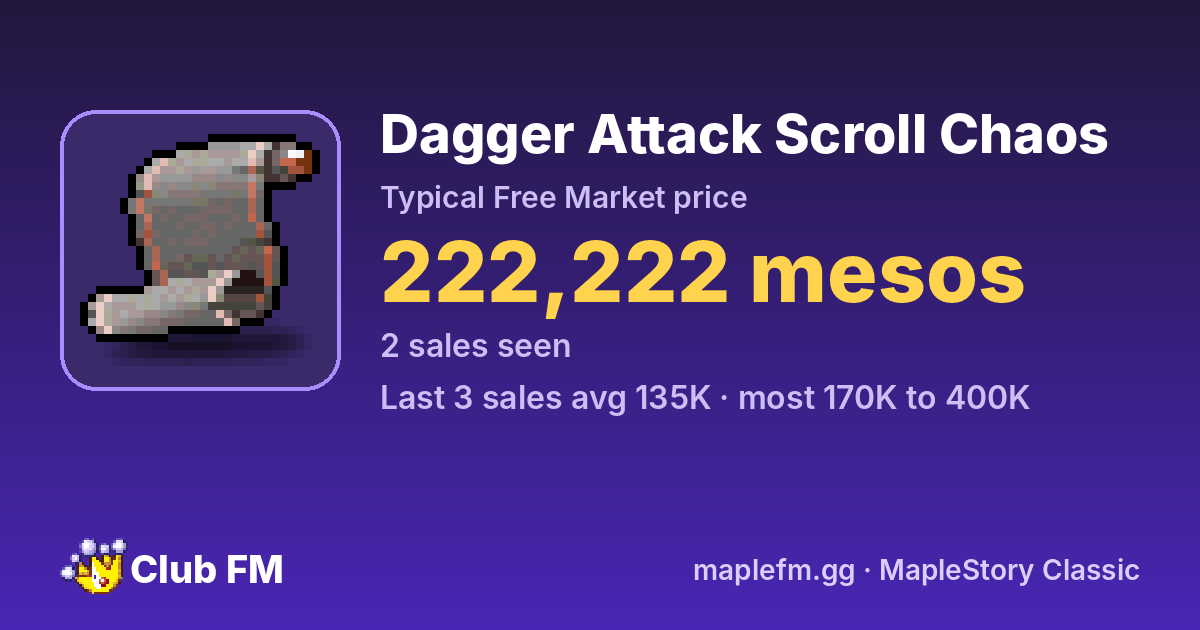 Dagger Attack Scroll Chaos
Typical Free Market price
222,222 mesos
2 sales seen
Last 3 sales avg 135K · most 170K to 400K
Club FM
maplefm.gg · MapleStory Classic